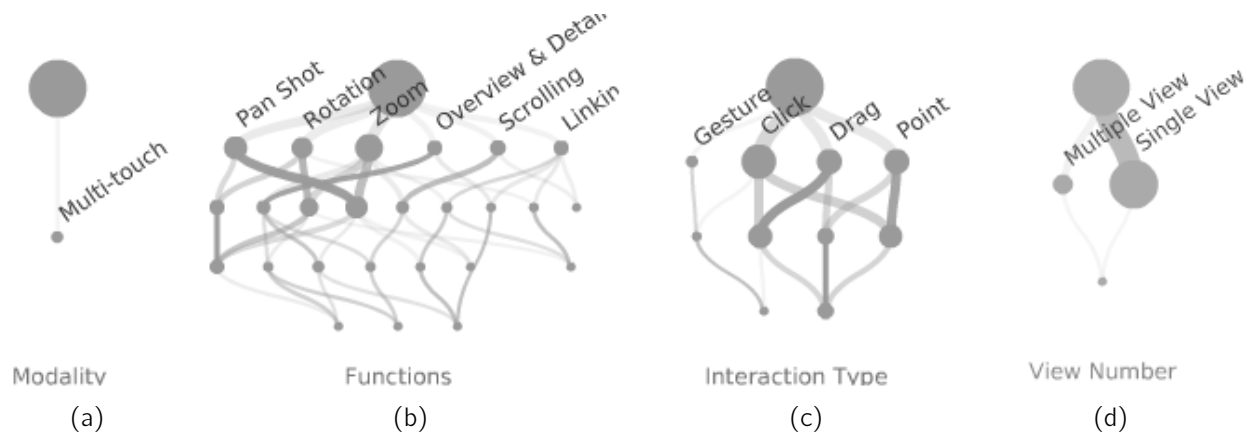 Multi-touch
Modality
(a)
Pan Shot
Rotation
Zoom
Overview & Detail
Scrolling
Linkin
Functions
(b)
Gesture
Click
Drag
Point
Interaction Type
(c)
Multiple View
Single View
View Number
(d)